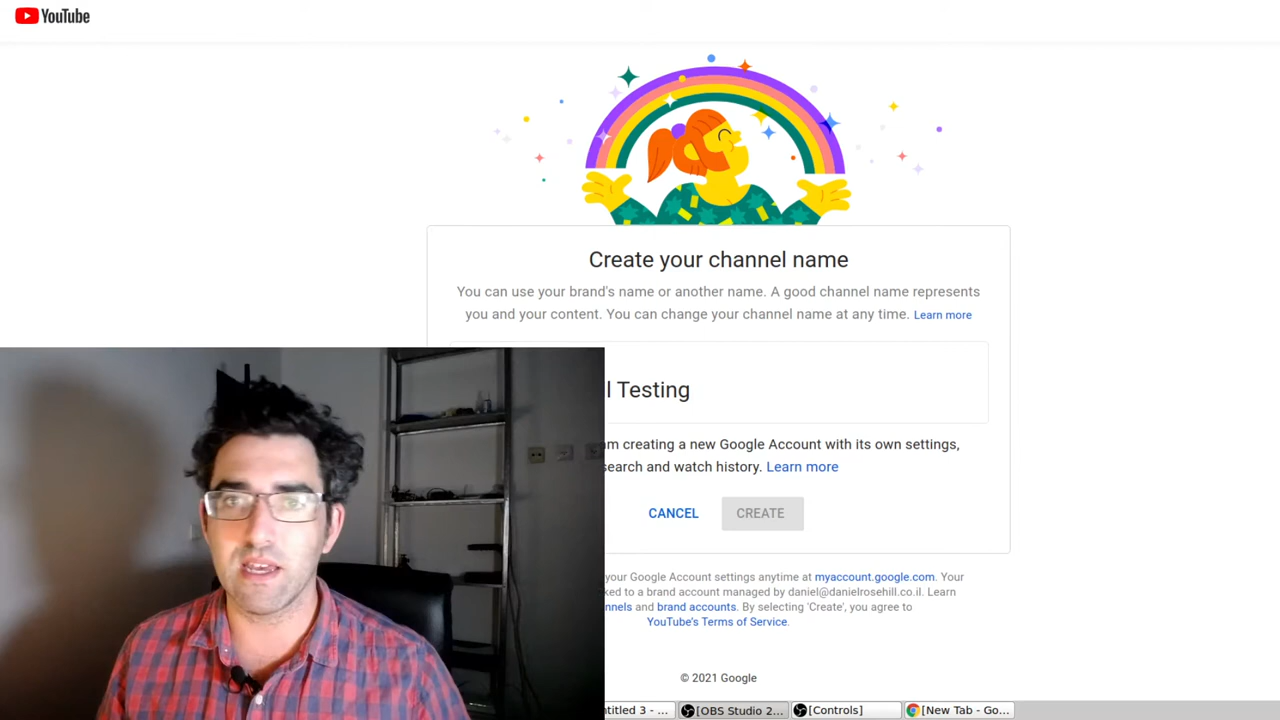 YouTube
Create your channel name
You can use your brand's name or another name. A good channel name represents
you and your content. You can change your channel name at any time. Learn more
Testing
creating a new Google Account with its own settings,
search and watch history. Learn more
CANCEL
CREATE
your Google Account settings anytime at myaccount.google.com. Your
to a brand account managed by daniel@danielrosehill.co.il. Learn
and brand accounts. By selecting 'Create', you agree to
YouTube's Terms of Service.
© 2021 Google
3 - ...
[OBS Studio 2...
[Controls]
[New Tab - Go...